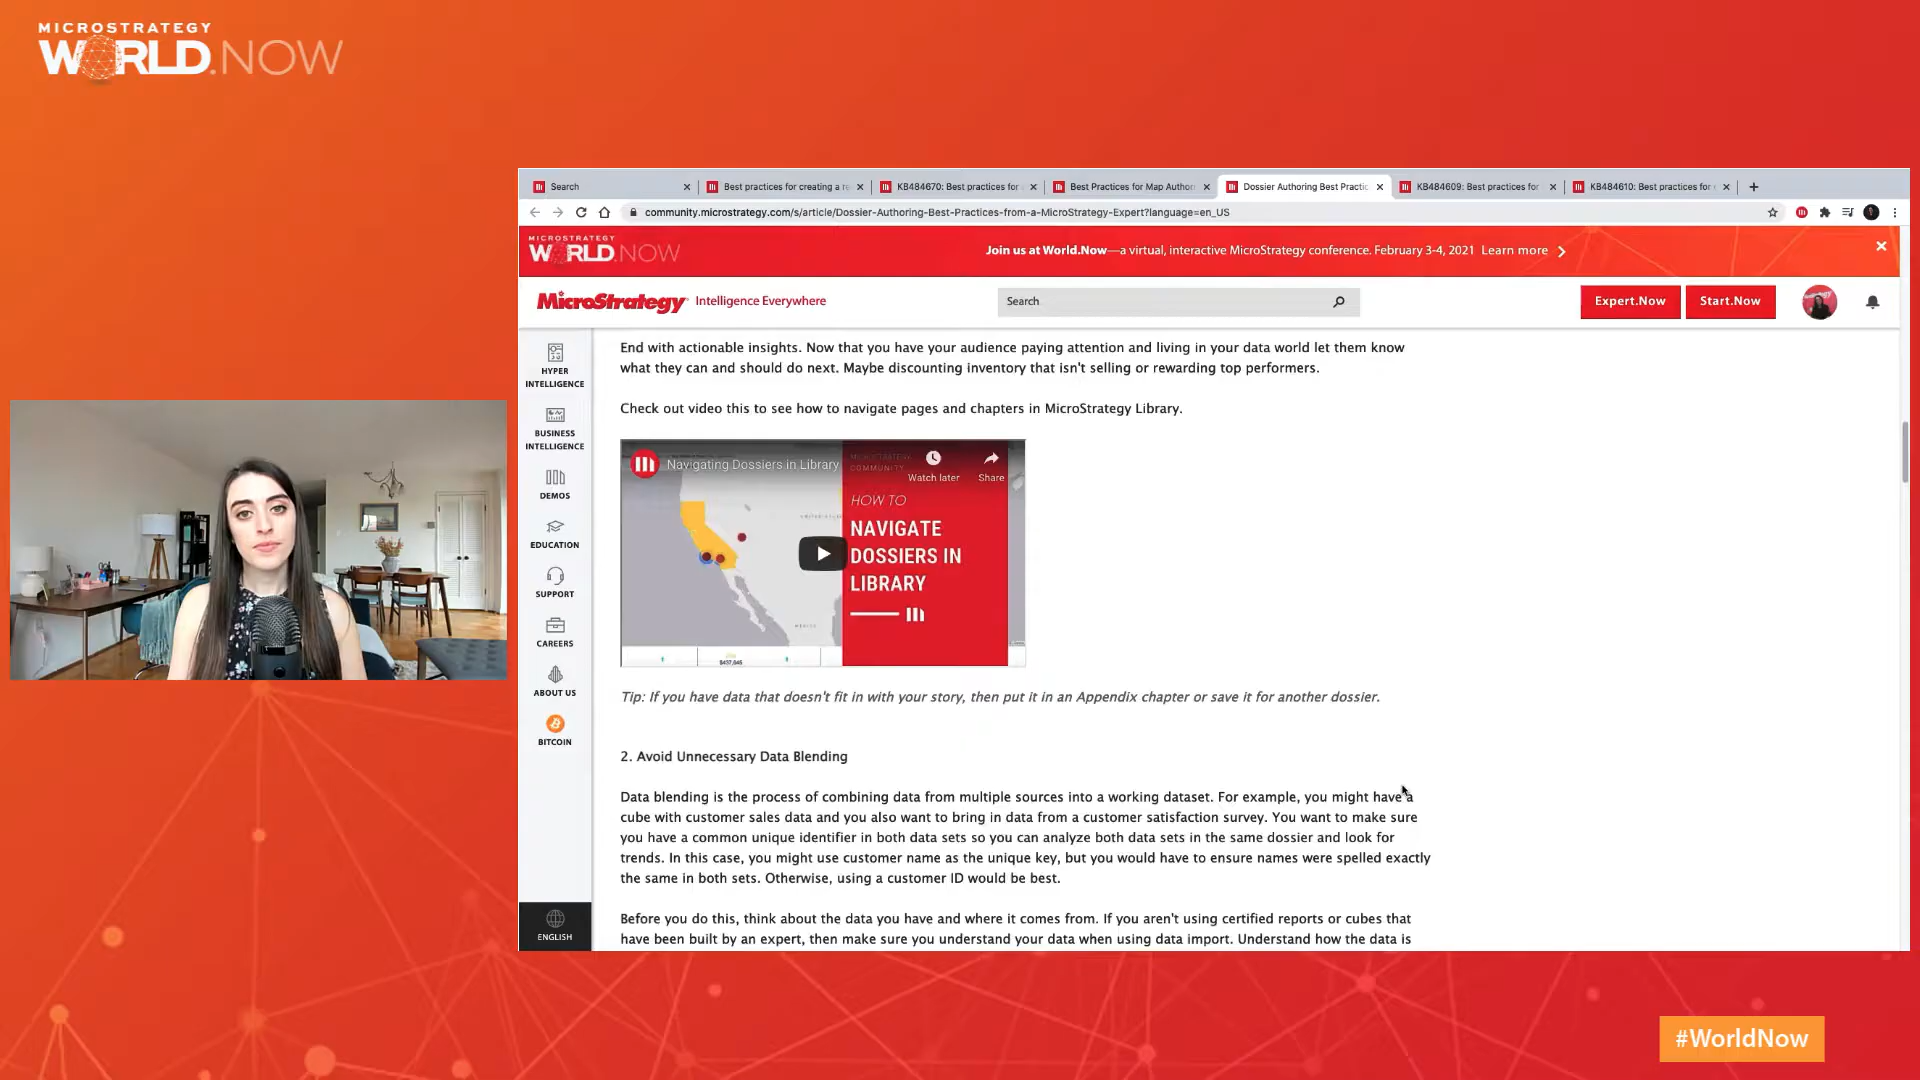 MICROSTRATEGY
WORLD.NOW
Search
Best practices for creating a re
KB484670: Best practices for
Best Practices for Map Author
Dossier Authoring Best Practic
KB484609: Best practices for
KB484610: Best practices for
community.microstrategy.com/s/article/Dossier-Authoring-Best-Practices-from-a-MicroStrategy-Expert?language=en_US
MICROSTRATEGY
WORLD.NOW
Join us at World.Now—a virtual, interactive MicroStrategy conference. February 3-4, 2021 Learn more
MicroStrategy Intelligence Everywhere
Search
Expert.Now
Start.Now
HYPER
INTELLIGENCE
BUSINESS
INTELLIGENCE
DEMOS
EDUCATION
SUPPORT
CAREERS
ABOUT US
BITCOIN
ENGLISH
End with actionable insights. Now that you have your audience paying attention and living in your data world let them know
what they can and should do next. Maybe discounting inventory that isn't selling or rewarding top performers.
Check out video this to see how to navigate pages and chapters in MicroStrategy Library.
Navigating Dossiers in Library
MICROSTRATEGY
COMMUNITY
Watch later
Share
HOW TO
NAVIGATE
DOSSIERS IN
LIBRARY
$437,645
Tip: If you have data that doesn't fit in with your story, then put it in an Appendix chapter or save it for another dossier.
2. Avoid Unnecessary Data Blending
Data blending is the process of combining data from multiple sources into a working dataset. For example, you might have a
cube with customer sales data and you also want to bring in data from a customer satisfaction survey. You want to make sure
you have a common unique identifier in both data sets so you can analyze both data sets in the same dossier and look for
trends. In this case, you might use customer name as the unique key, but you would have to ensure names were spelled exactly
the same in both sets. Otherwise, using a customer ID would be best.
Before you do this, think about the data you have and where it comes from. If you aren't using certified reports or cubes that
have been built by an expert, then make sure you understand your data when using data import. Understand how the data is
#WorldNow